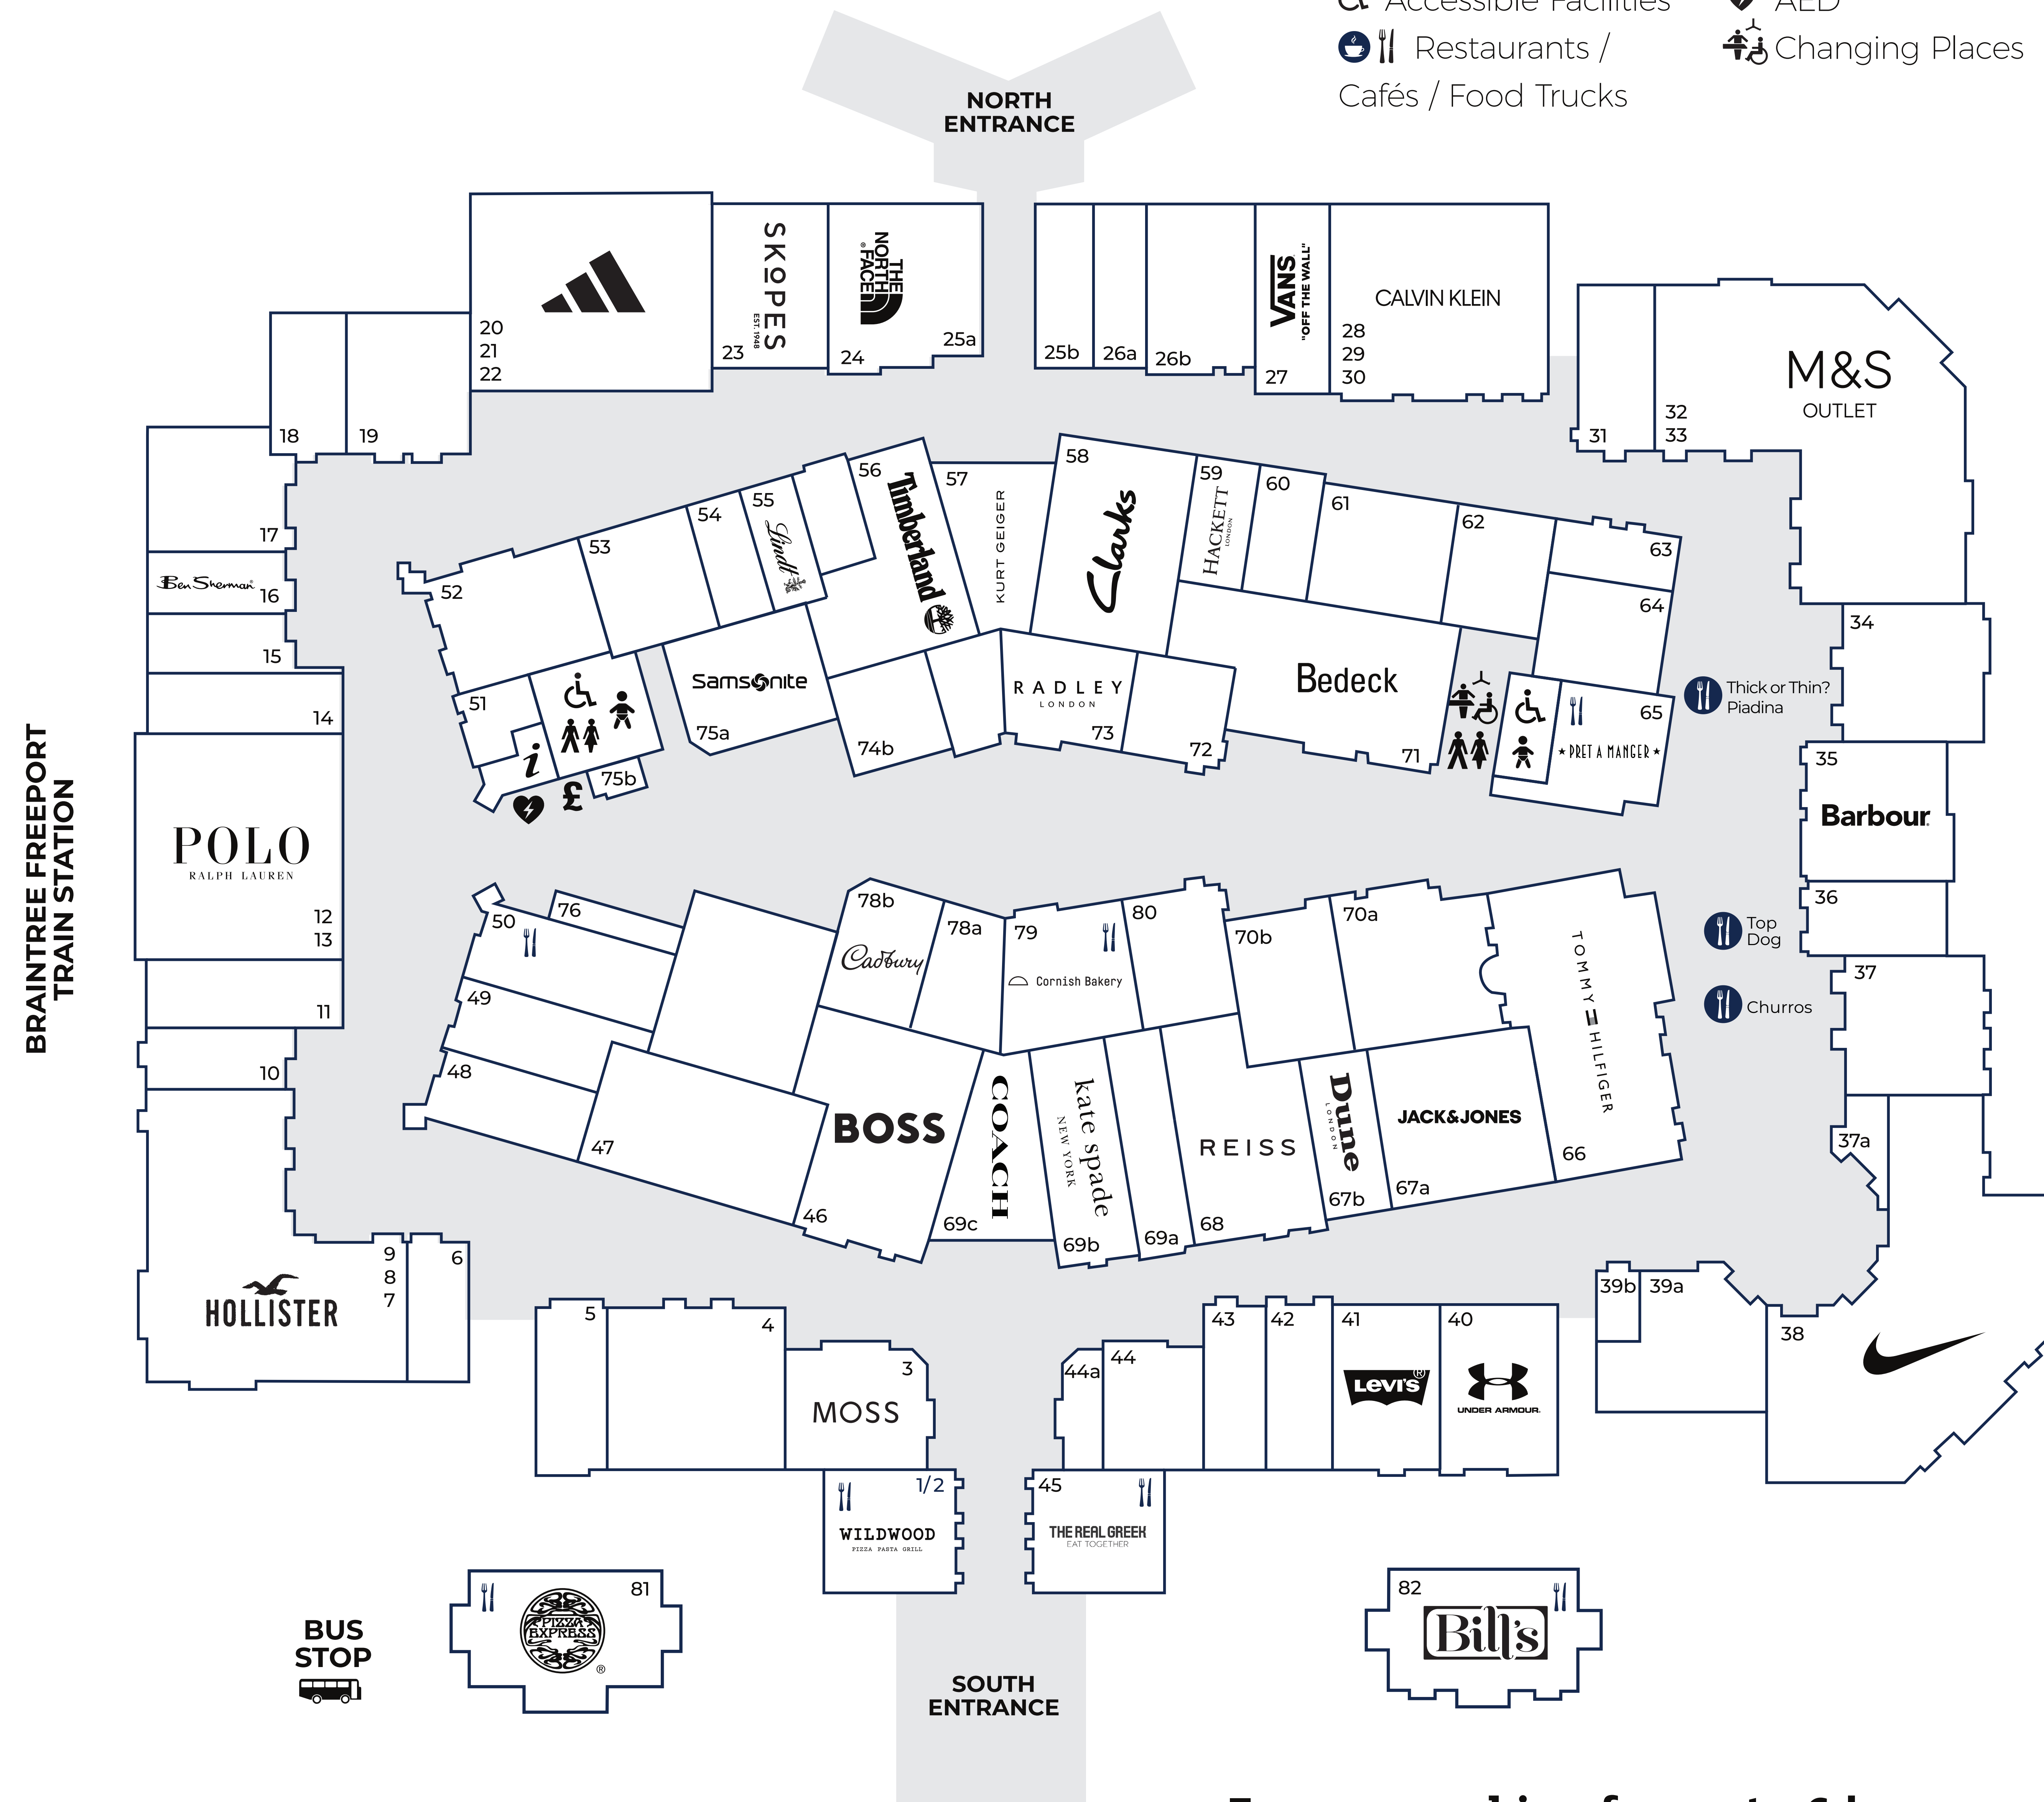 Accessible Facilities
AED
Restaurants /
Cafés / Food Trucks
Changing Places
NORTH
ENTRANCE
20
21
22
SKOPES
EST. 1948
23
THE
NORTH
FACE®
24
25a
25b
26a
26b
VANS
"OFF THE WALL"
27
CALVIN KLEIN
28
29
30
31
M&S
OUTLET
32
33
18
19
17
Ben Sherman
16
15
14
POLO
RALPH LAUREN
12
13
11
10
BRAINTREE FREEPORT
TRAIN STATION
52
53
54
55
Lindt
56
Timberland
57
KURT GEIGER
58
Clarks
59
HACKETT
LONDON
60
61
62
63
64
51
i
£
75b
Samsonite
75a
74b
RADLEY
LONDON
73
72
Bedeck
71
65
PRET A MANGER
Thick or Thin?
Piadina
34
35
Barbour
36
Top
Dog
Churros
37
37a
50
76
49
48
47
78b
Cadbury
78a
79
Cornish Bakery
80
70b
70a
TOMMY HILFIGER
66
BOSS
46
COACH
69c
kate spade
NEW YORK
69b
69a
REISS
68
Dune
LONDON
67b
JACK&JONES
67a
9
8
7
HOLLISTER
6
5
4
3
MOSS
44a
44
43
42
41
Levi's®
40
UNDER ARMOUR
39b
39a
38
1/2
WILDWOOD
PIZZA PASTA GRILL
45
THE REAL GREEK
EAT TOGETHER
81
PIZZA
EXPRESS
®
82
Bill's
BUS
STOP
SOUTH
ENTRANCE